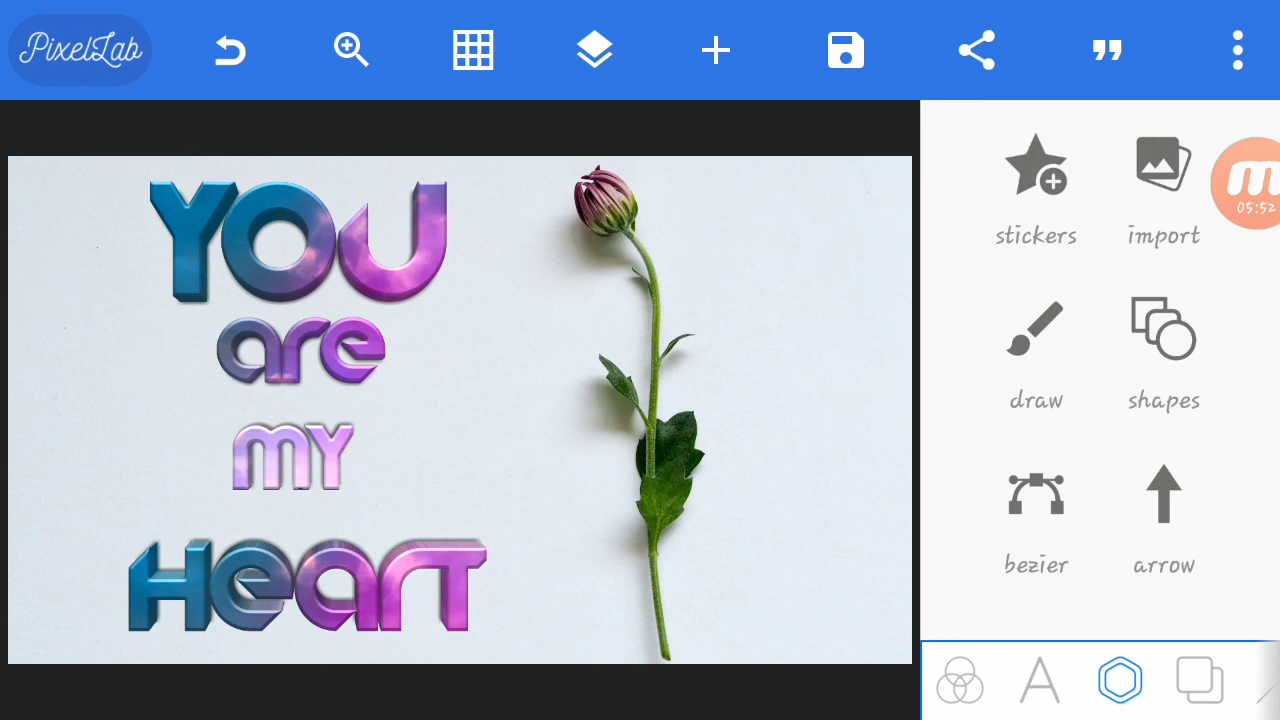 PixelLab
YOU
are
MY
Heart
stickers
import
05:52
draw
shapes
bezier
arrow